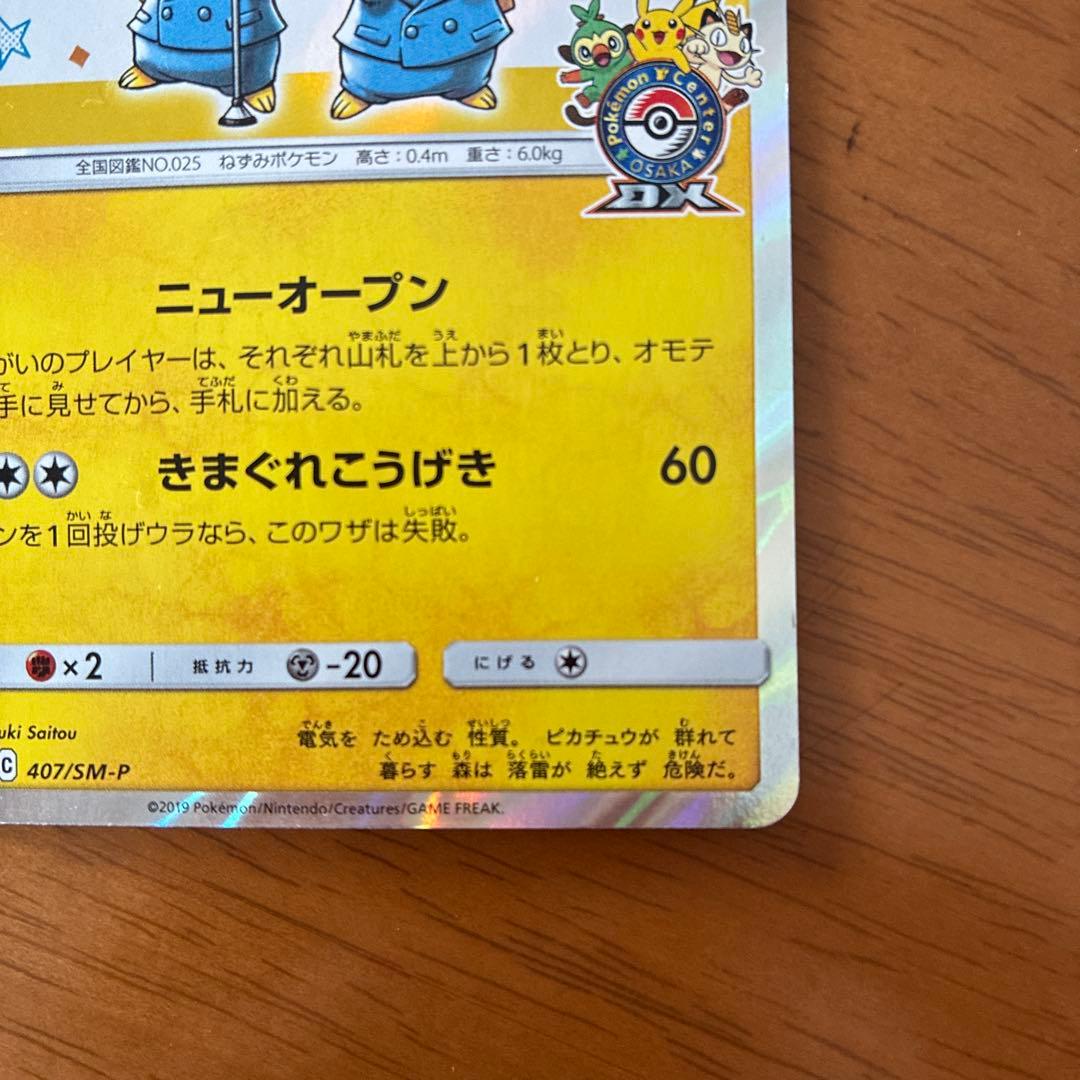 Pokémon Center
OSAKA
DX
全国図鑑NO.025 ねずみポケモン 高さ:0.4m 重さ:6.0kg
ニューオープン
がいのプレイヤーは、それぞれ山札を上から1枚とり、オモテ
手に見せてから、手札に加える。
きまぐれこうげき 60
ンを1回投げウラなら、このワザは失敗。
×2 抵抗力 -20 にげる
uki Saitou
電気を ため込む 性質。 ピカチュウが 群れて
暮らす 森は 落雷が 絶えず 危険だ。
C 407/SM-P
©2019 Pokémon/Nintendo/Creatures/GAME FREAK.